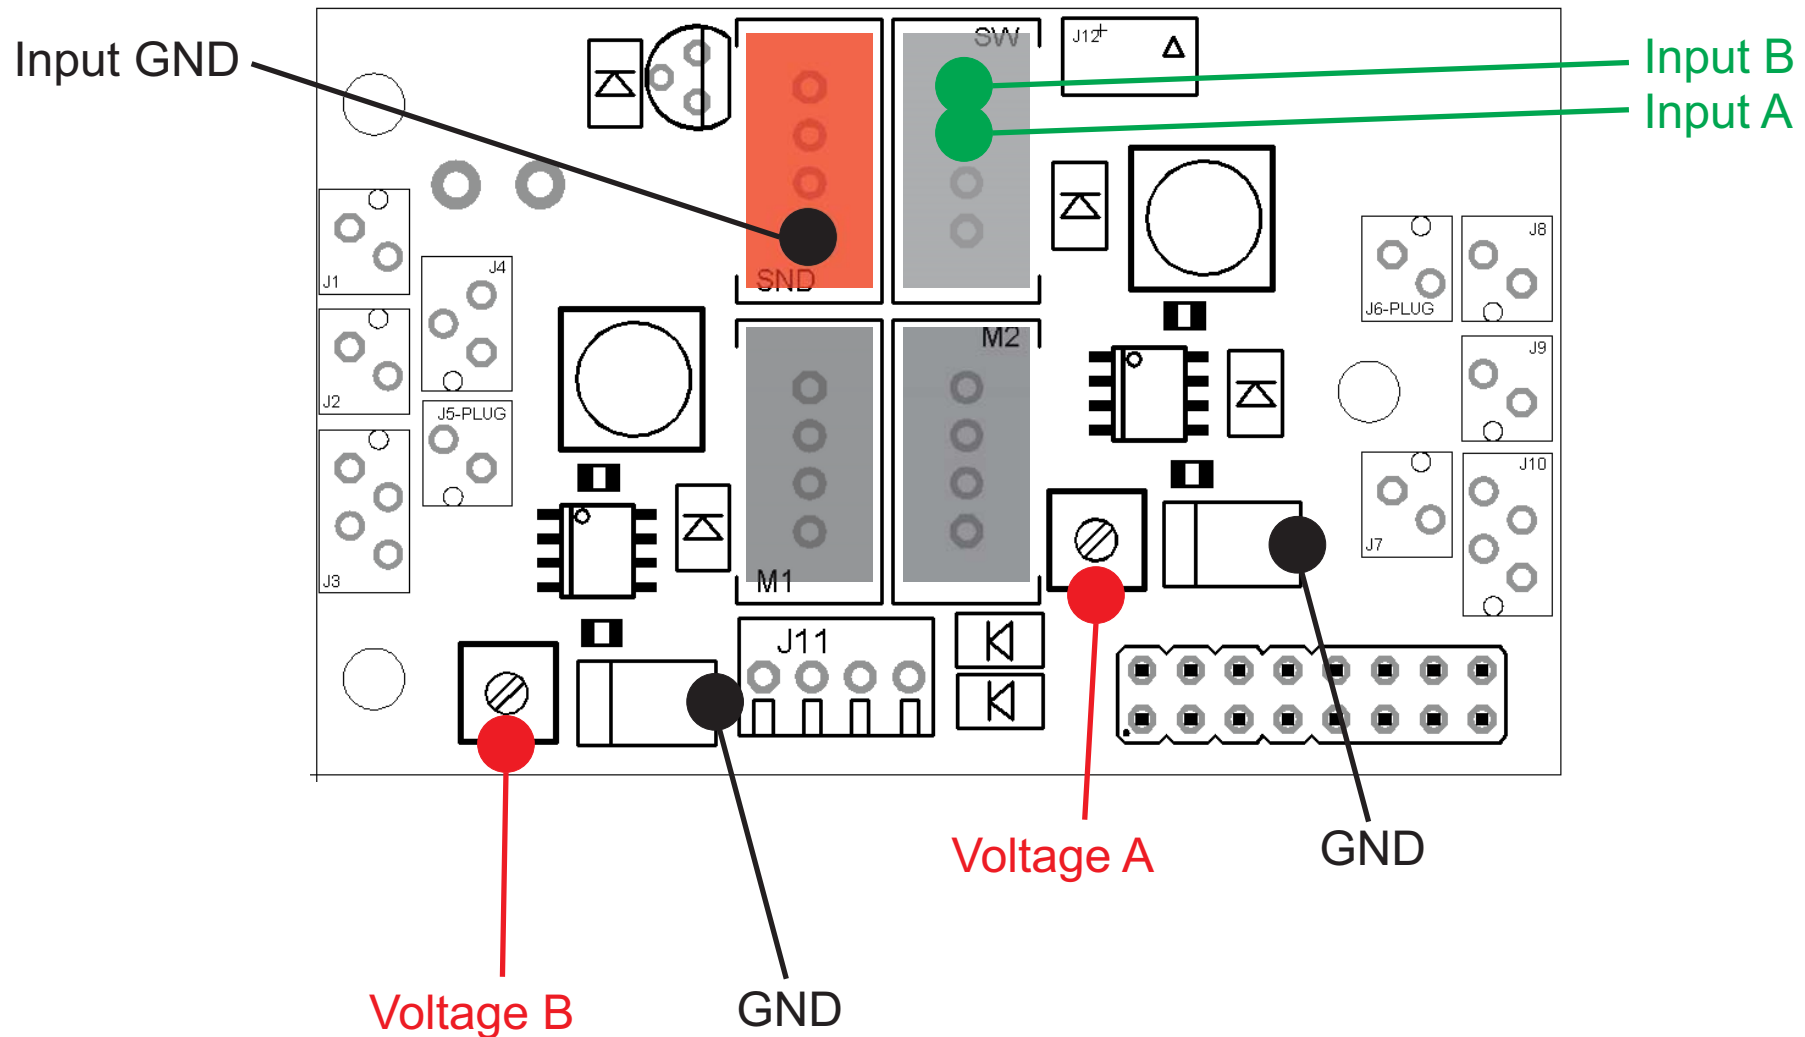 SW
J12
Input GND
Input B
Input A
J1
J4
SND
J8
J6-PLUG
M2
J9
J2
J5-PLUG
J10
J7
J3
M1
J11
Voltage A
GND
Voltage B
GND